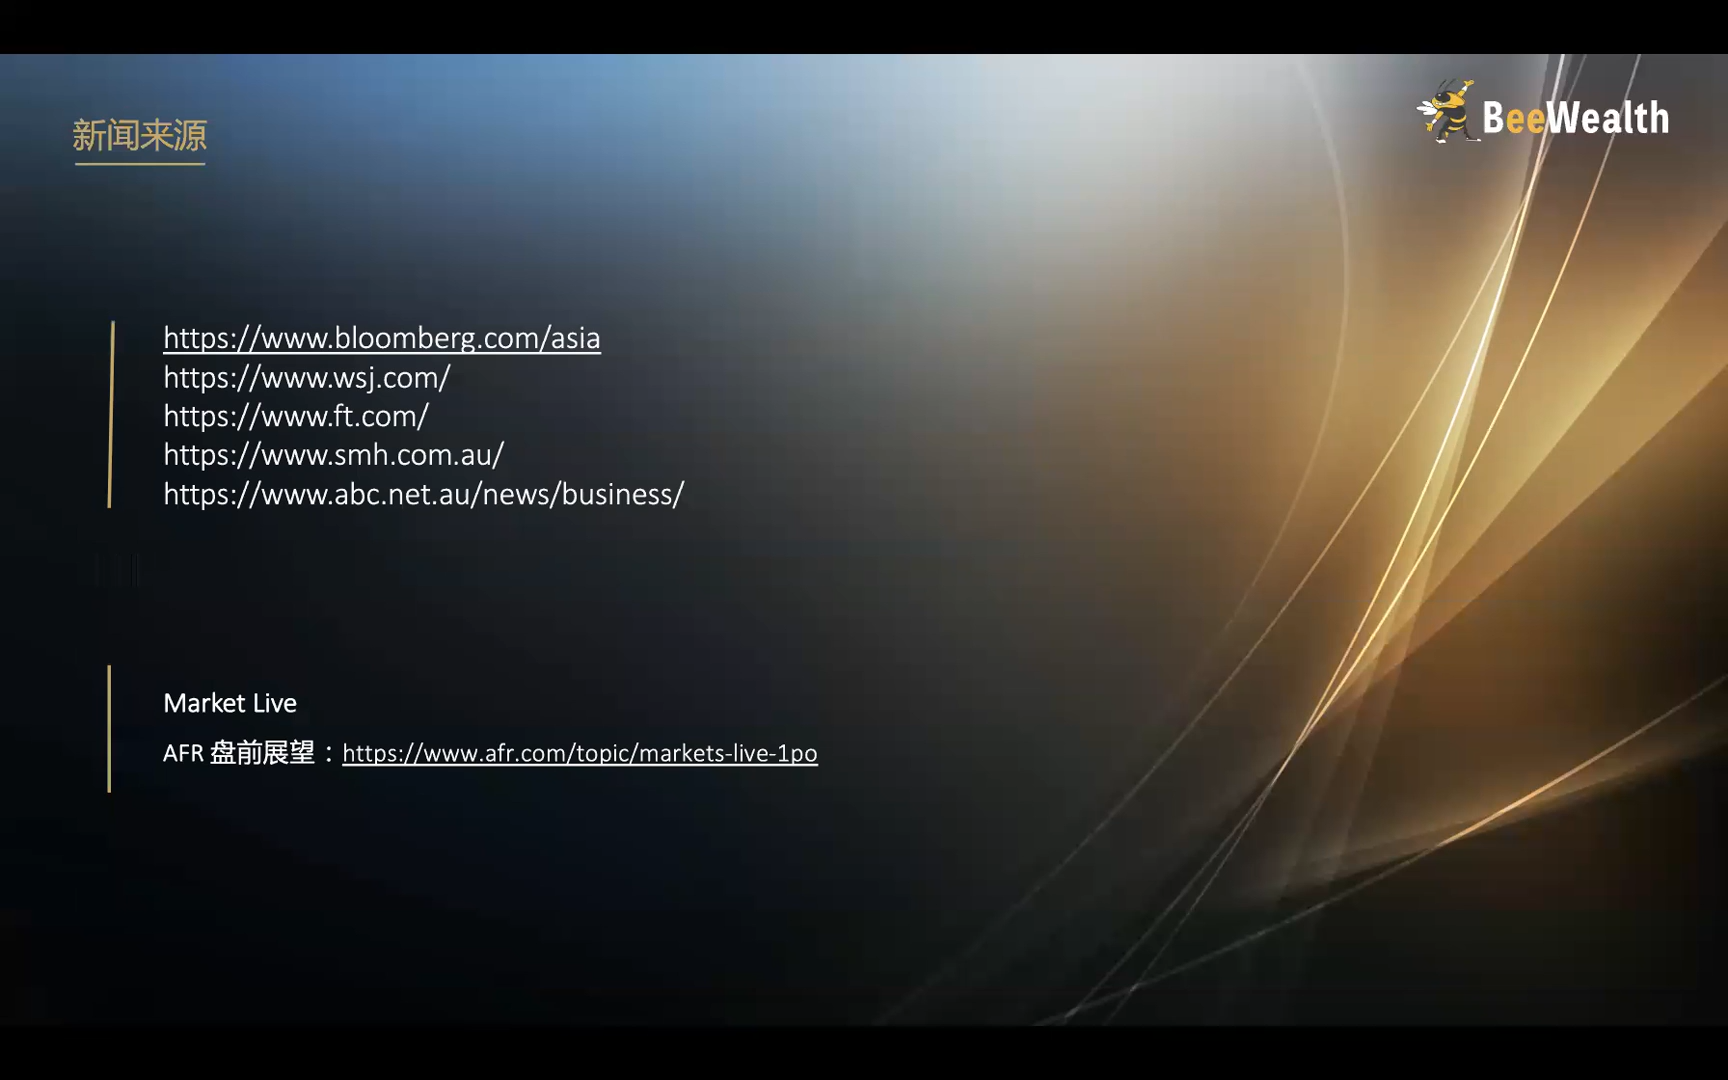 新闻来源
BeeWealth
https://www.bloomberg.com/asia
https://www.wsj.com/
https://www.ft.com/
https://www.smh.com.au/
https://www.abc.net.au/news/business/
Market Live
AFR 盘前展望：https://www.afr.com/topic/markets-live-1po